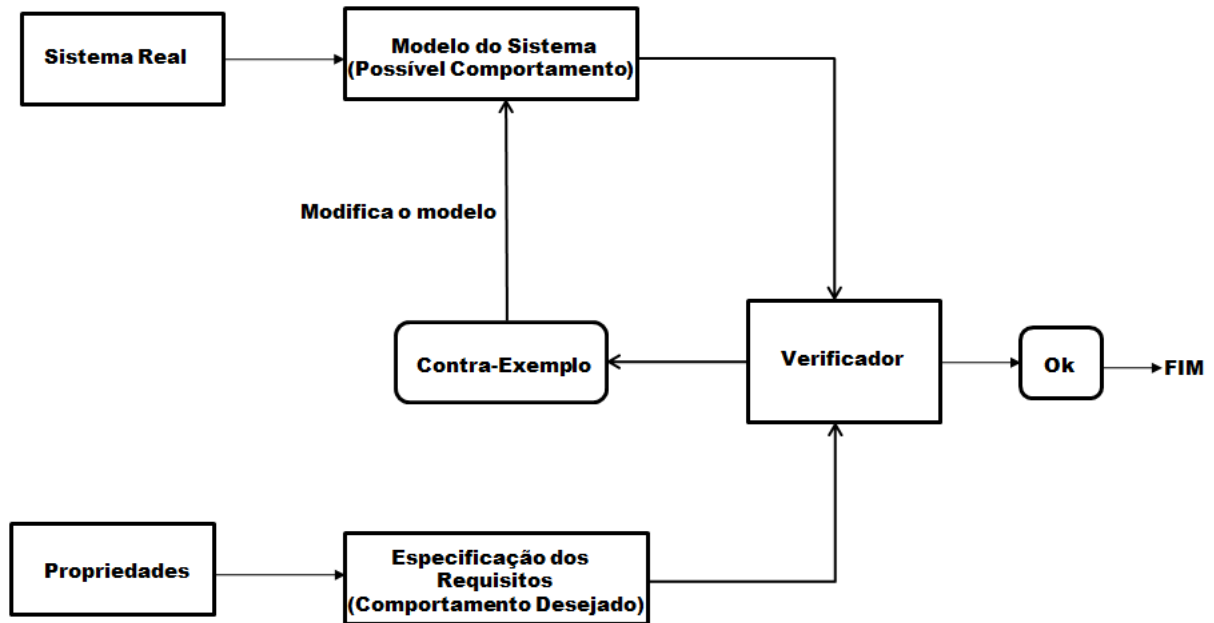 Sistema Real
Modelo do Sistema
(Possível Comportamento)
Modifica o modelo
Contra-Exemplo
Verificador
Ok
FIM
Propriedades
Especificação dos
Requisitos
(Comportamento Desejado)